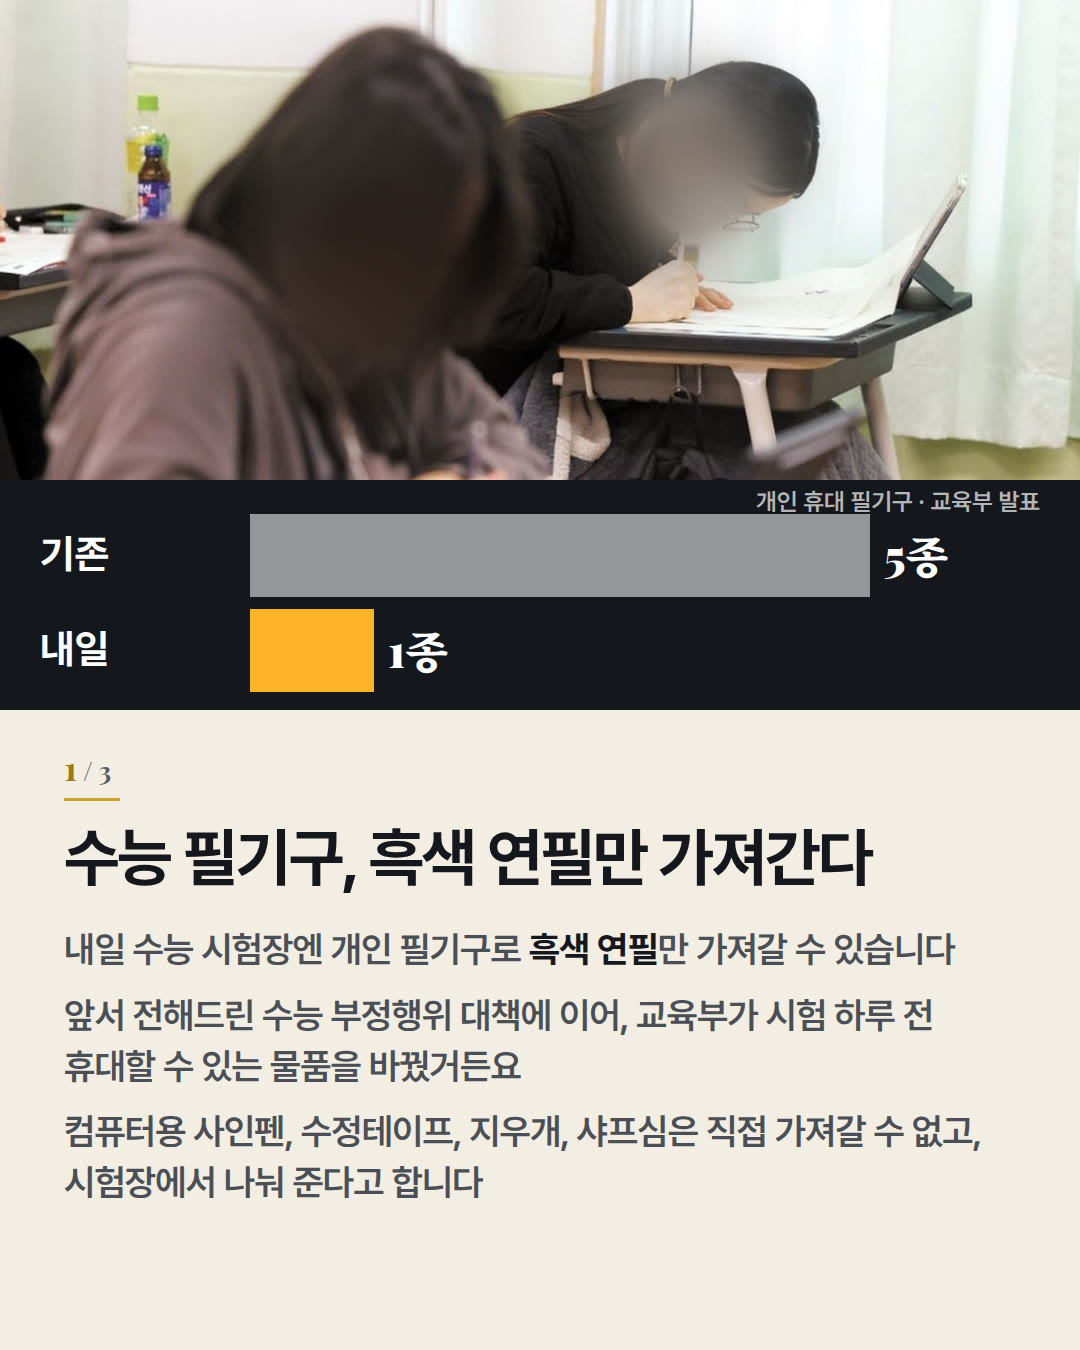 개인 휴대 필기구 · 교육부 발표
기존
5종
내일
1종
1 / 3
수능 필기구, 흑색 연필만 가져간다
내일 수능 시험장엔 개인 필기구로 흑색 연필만 가져갈 수 있습니다
앞서 전해드린 수능 부정행위 대책에 이어, 교육부가 시험 하루 전
휴대할 수 있는 물품을 바꿨거든요
컴퓨터용 사인펜, 수정테이프, 지우개, 샤프심은 직접 가져갈 수 없고,
시험장에서 나눠 준다고 합니다